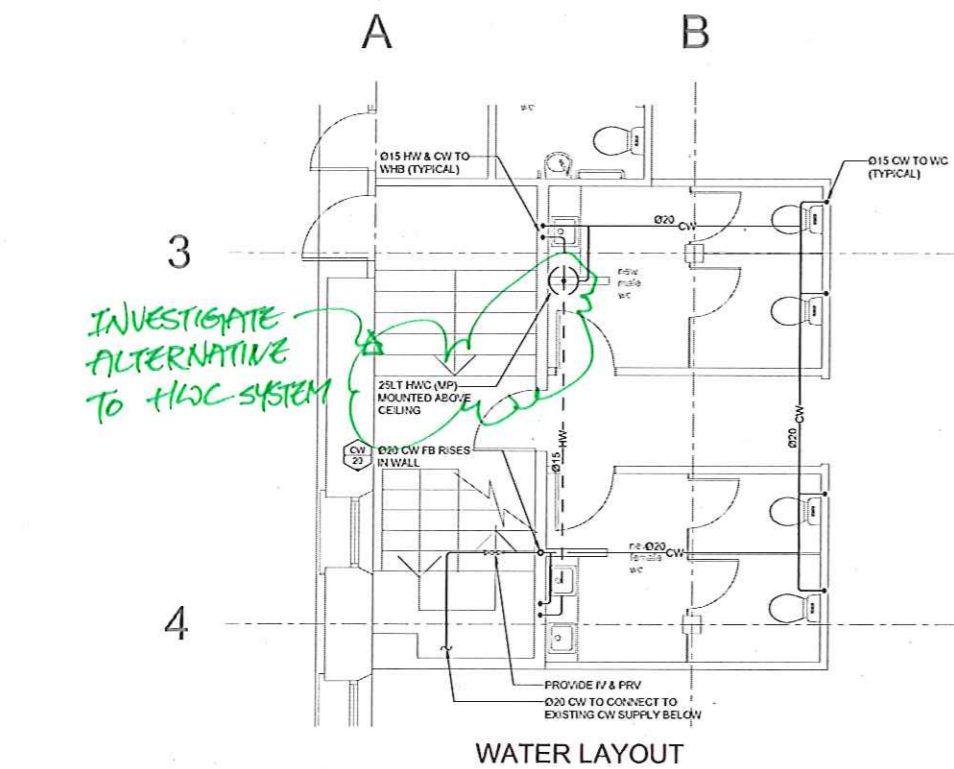 A
B
wc
Ø15 HW & CW TO
WHB (TYPICAL)
Ø15 CW TO WC
(TYPICAL)
Ø20 CW
3
new
male
wc
INVESTIGATE
ALTERNATIVE
TO HWC SYSTEM
25LT HWC (MP)
MOUNTED ABOVE
CEILING
Ø15 HW
Ø20 CW
CW
20
Ø20 CW FB RISES
IN WALL
new
female
wc
Ø20 CW
4
PROVIDE IV & PRV
Ø20 CW TO CONNECT TO
EXISTING CW SUPPLY BELOW
WATER LAYOUT